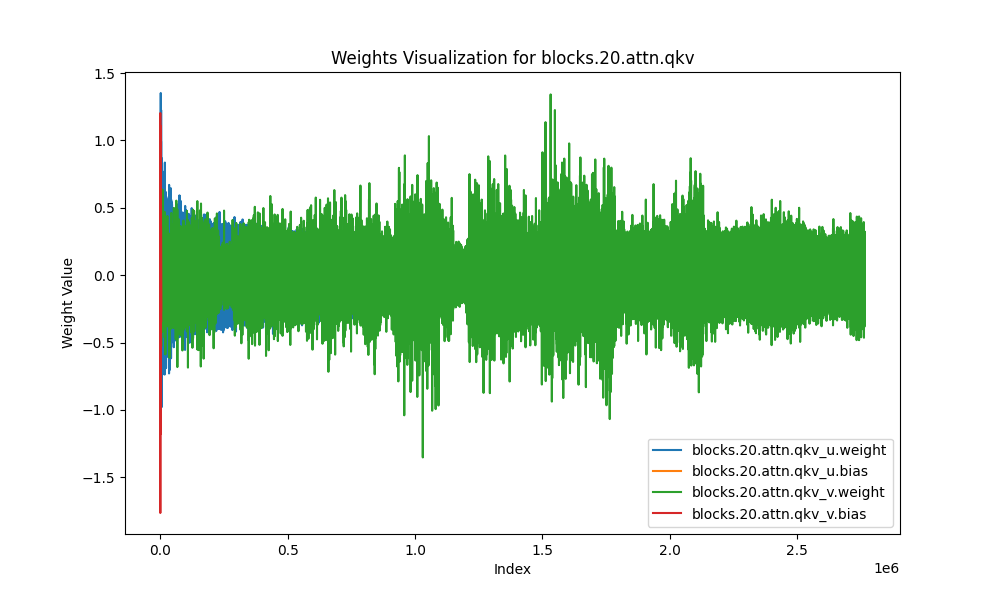 Weights Visualization for blocks.20.attn.qkv
1.5
1.0
0.5
0.0
−0.5
−1.0
−1.5
Weight Value
blocks.20.attn.qkv_u.weight
blocks.20.attn.qkv_u.bias
blocks.20.attn.qkv_v.weight
blocks.20.attn.qkv_v.bias
0.0 0.5 1.0 1.5 2.0 2.5
1e6
Index